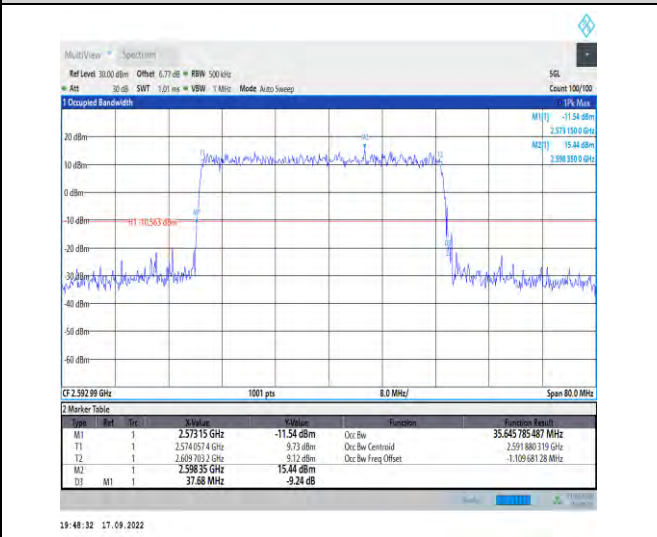 MultiView Spectrum
Ref Level 30.00 dBm Offset 6.77 dB RBW 500 kHz SGL
Att 30 dB SWT 1.01 ms VBW 1 MHz Mode Auto Sweep Count 100/100
1 Occupied Bandwidth 1Pk Max
M1[1] -11.54 dBm
2.573 150 0 GHz
M2[1] 15.44 dBm
2.598 350 0 GHz
20 dBm
M2
T1 T2
10 dBm
0 dBm
M1
-10 dBm
H1 -10.563 dBm
-20 dBm
D3
-30 dBm
-40 dBm
-50 dBm
-60 dBm
CF 2.592 99 GHz 1001 pts 8.0 MHz/ Span 80.0 MHz
2 Marker Table
Type Ref Trc X-Value Y-Value Function Function Result
M1 1 2.573 15 GHz -11.54 dBm Occ Bw 35.645 785 487 MHz
T1 1 2.574 057 4 GHz 9.73 dBm Occ Bw Centroid 2.591 880 319 GHz
T2 1 2.609 703 2 GHz 9.12 dBm Occ Bw Freq Offset -1.109 681 28 MHz
M2 1 2.598 35 GHz 15.44 dBm
D3 M1 1 37.68 MHz -9.24 dB
19:48:32 17.09.2022